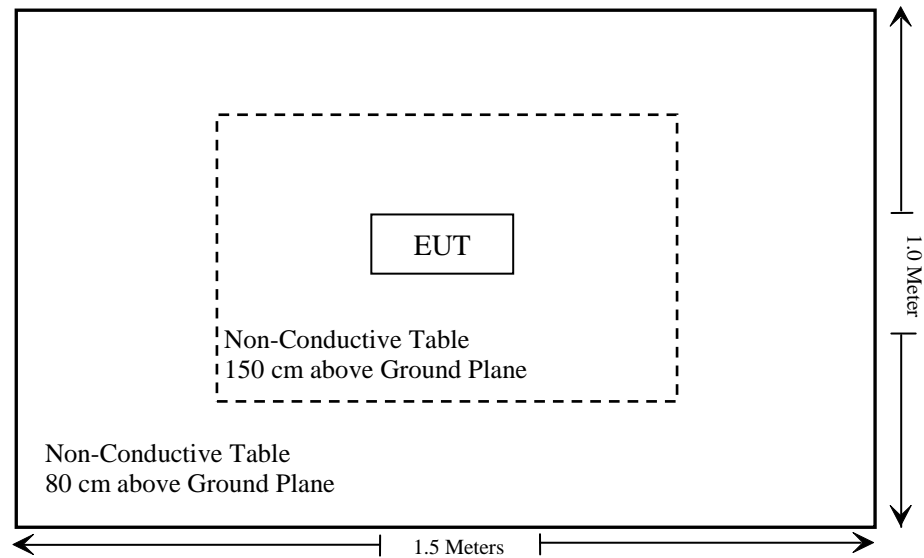 EUT
Non-Conductive Table
150 cm above Ground Plane
Non-Conductive Table
80 cm above Ground Plane
1.0 Meter
1.5 Meters